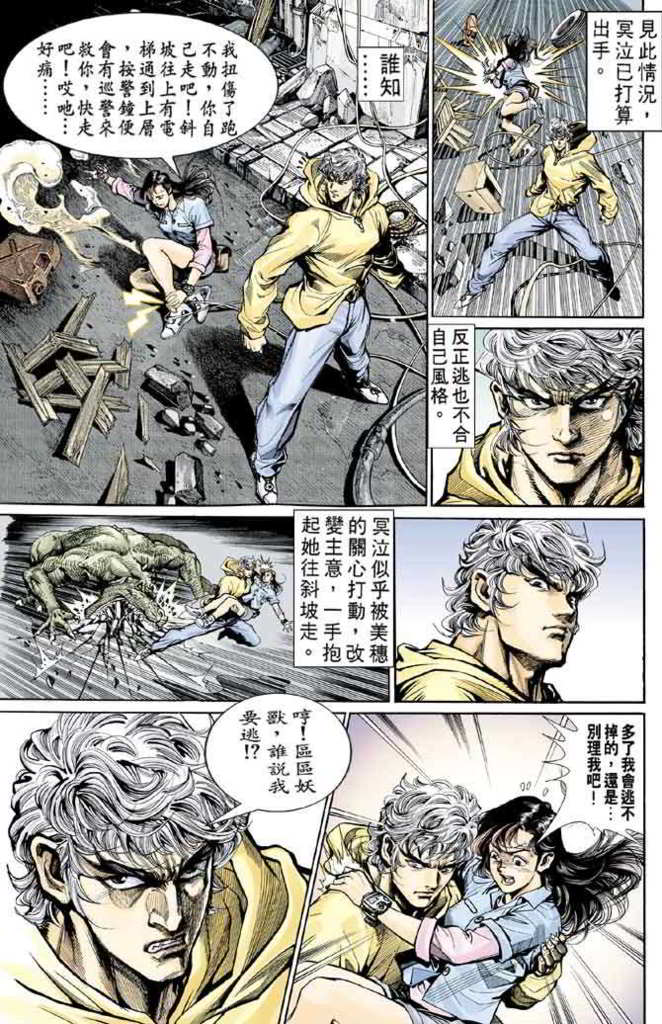 見此情況，
冥泣已打算
出手。
誰知
……
我扭傷了跑
不動，你自
己走吧！斜
坡往上有電
梯通到上層
，按警鐘便
會有巡警來
救你，快走
吧！哎吔…
好痛……
反正逃也不合
自己風格。
冥泣似乎被美穗
的關心打動，改
變主意，一手抱
起她往斜坡走。
多了我會逃不
掉的，還是…
別理我吧！
哼！區區妖
獸，誰說我
要逃!?